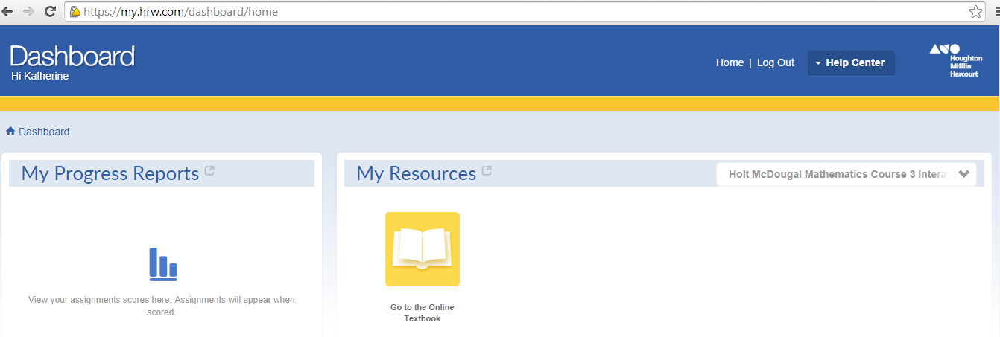 https://my.hrw.com/dashboard/home
Dashboard
Hi Katherine
Home | Log Out
Help Center
Houghton
Mifflin
Harcourt
Dashboard
My Progress Reports
View your assignments scores here. Assignments will appear when
scored.
My Resources
Holt McDougal Mathematics Course 3 Intera
Go to the Online
Textbook